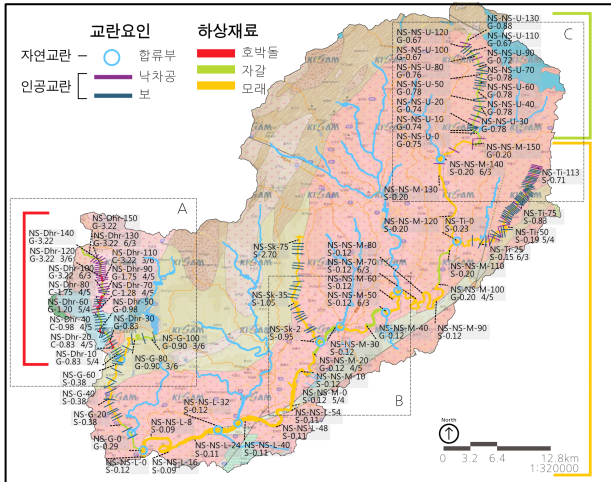 교란요인
하상재료
자연교란
합류부
인공교란
낙차공
보
호박돌
자갈
모래
A
B
C
NS-NS-U-130
G-0.88
NS-NS-U-120
G-0.67
NS-NS-U-110
G-0.67
NS-NS-U-100
G-0.67
NS-NS-U-90
G-0.72
NS-NS-U-80
G-0.76
NS-NS-U-70
G-0.78
NS-NS-U-50
G-0.78
NS-NS-U-60
G-0.78
NS-NS-U-20
G-0.74
NS-NS-U-40
G-0.78
NS-NS-U-10
G-0.74
NS-NS-U-30
G-0.78
NS-NS-U-0
G-0.75
NS-NS-M-150
G-0.20
NS-NS-M-140
S-0.20 6/3
NS-NS-M-130
S-0.20
NS-Ti-113
S-0.71
NS-Ti-75
S-0.83
NS-Ti-50
S-0.19 5/4
NS-Ti-25
S-0.15 6/3
NS-Ti-0
S-0.23
NS-NS-M-120
S-0.20
NS-NS-M-110
S-0.20
NS-NS-M-100
G-0.20 4/5
NS-NS-M-90
S-0.12
NS-NS-M-80
S-0.12
NS-NS-M-70
S-0.12 6/3
NS-NS-M-60
S-0.12
NS-NS-M-50
S-0.12 6/3
NS-NS-M-40
G-0.12
NS-NS-M-30
S-0.12
NS-NS-M-20
S-0.12 4/5
NS-NS-M-10
S-0.12
NS-NS-M-0
S-0.12 5/4
NS-Sk-75
S-2.70
NS-Sk-35
S-1.05
NS-Sk-2
S-0.95
NS-Dhr-150
G-3.22
NS-Dhr-140
G-3.22
NS-Dhr-130
G-3.22 6/3
NS-Dhr-120
G-3.22 3/6
NS-Dhr-110
C-3.22 3/6
NS-Dhr-100
G-3.22 6/3
NS-Dhr-90
C-1.75 4/5
NS-Dhr-80
C-1.75 4/5
NS-Dhr-70
C-1.28 4/5
NS-Dhr-60
G-1.20 5/4
NS-Dhr-50
G-0.98
NS-Dhr-40
C-0.98 4/5
NS-Dhr-30
G-0.83
NS-Dhr-20
C-0.83 4/5
NS-Dhr-10
G-0.83 5/4
NS-G-100
G-0.90 3/6
NS-G-80
G-0.90 3/6
NS-G-60
S-0.38
NS-G-40
S-0.38
NS-G-20
S-0.38
NS-G-0
G-0.29
NS-NS-L-54
S-0.11
NS-NS-L-48
S-0.11
NS-NS-L-40
S-0.11
NS-NS-L-32
S-0.12
NS-NS-L-24
S-0.11
NS-NS-L-16
S-0.09
NS-NS-L-8
S-0.09
NS-NS-L-0
S-0.12
North
0 3.2 6.4 12.8km
1:320000